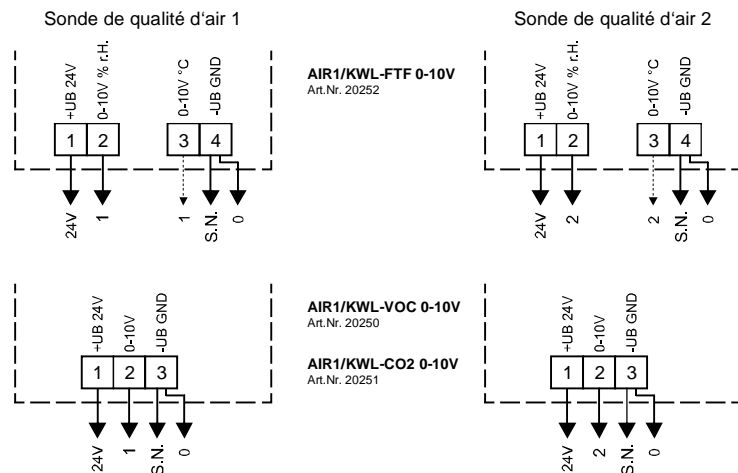 Sonde de qualité d‘air 1
Sonde de qualité d‘air 2
+UB 24V
0-10V % r.H.
0-10V °C
-UB GND
1 2 3 4
24V
1
1
S.N.
0
AIR1/KWL-FTF 0-10V
Art.Nr. 20252
+UB 24V
0-10V % r.H.
0-10V °C
-UB GND
1 2 3 4
24V
2
2
S.N.
0
+UB 24V
0-10V
-UB GND
1 2 3
24V
1
S.N.
0
AIR1/KWL-VOC 0-10V
Art.Nr. 20250
AIR1/KWL-CO2 0-10V
Art.Nr. 20251
+UB 24V
0-10V
-UB GND
1 2 3
24V
2
S.N.
0